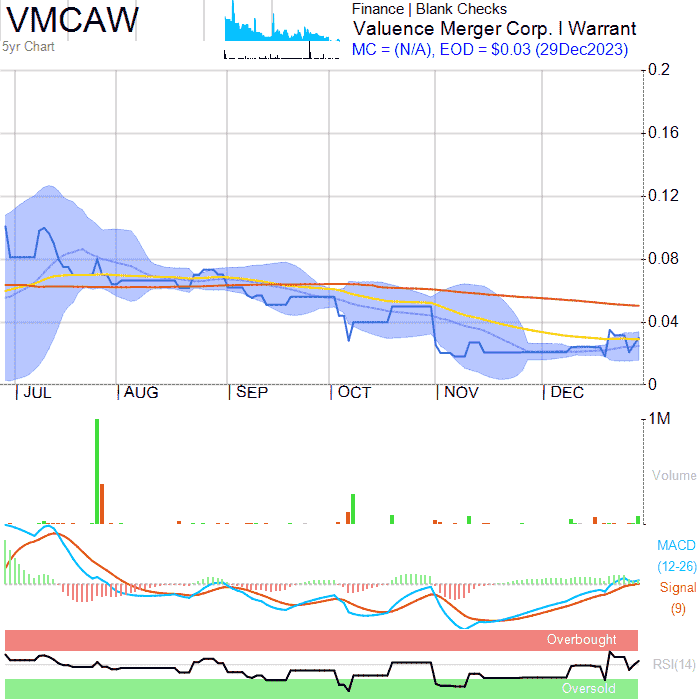 VMCAW
5yr Chart
Finance | Blank Checks
Valuence Merger Corp. I Warrant
MC = (N/A), EOD = $0.03 (29Dec2023)
0.2
0.16
0.12
0.08
0.04
0
JUL AUG SEP OCT NOV DEC
1M
Volume
MACD
(12-26)
Signal
(9)
Overbought
RSI(14)
Oversold